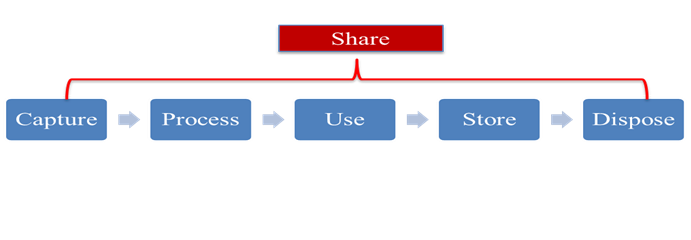 Share
Capture
Process
Use
Store
Dispose